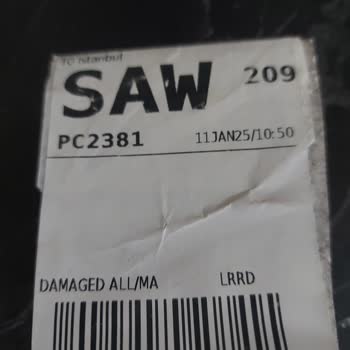 TO Istanbul
SAW 209
PC2381 11JAN25/10:50
DAMAGED ALL/MA LRRD